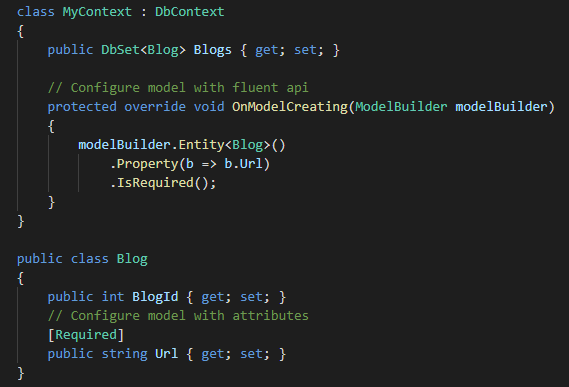 class MyContext : DbContext
{
    public DbSet<Blog> Blogs { get; set; }
    // Configure model with fluent api
    protected override void OnModelCreating(ModelBuilder modelBuilder)
    {
        modelBuilder.Entity<Blog>()
            .Property(b => b.Url)
            .IsRequired();
    }
}
public class Blog
{
    public int BlogId { get; set; }
    // Configure model with attributes
    [Required]
    public string Url { get; set; }
}